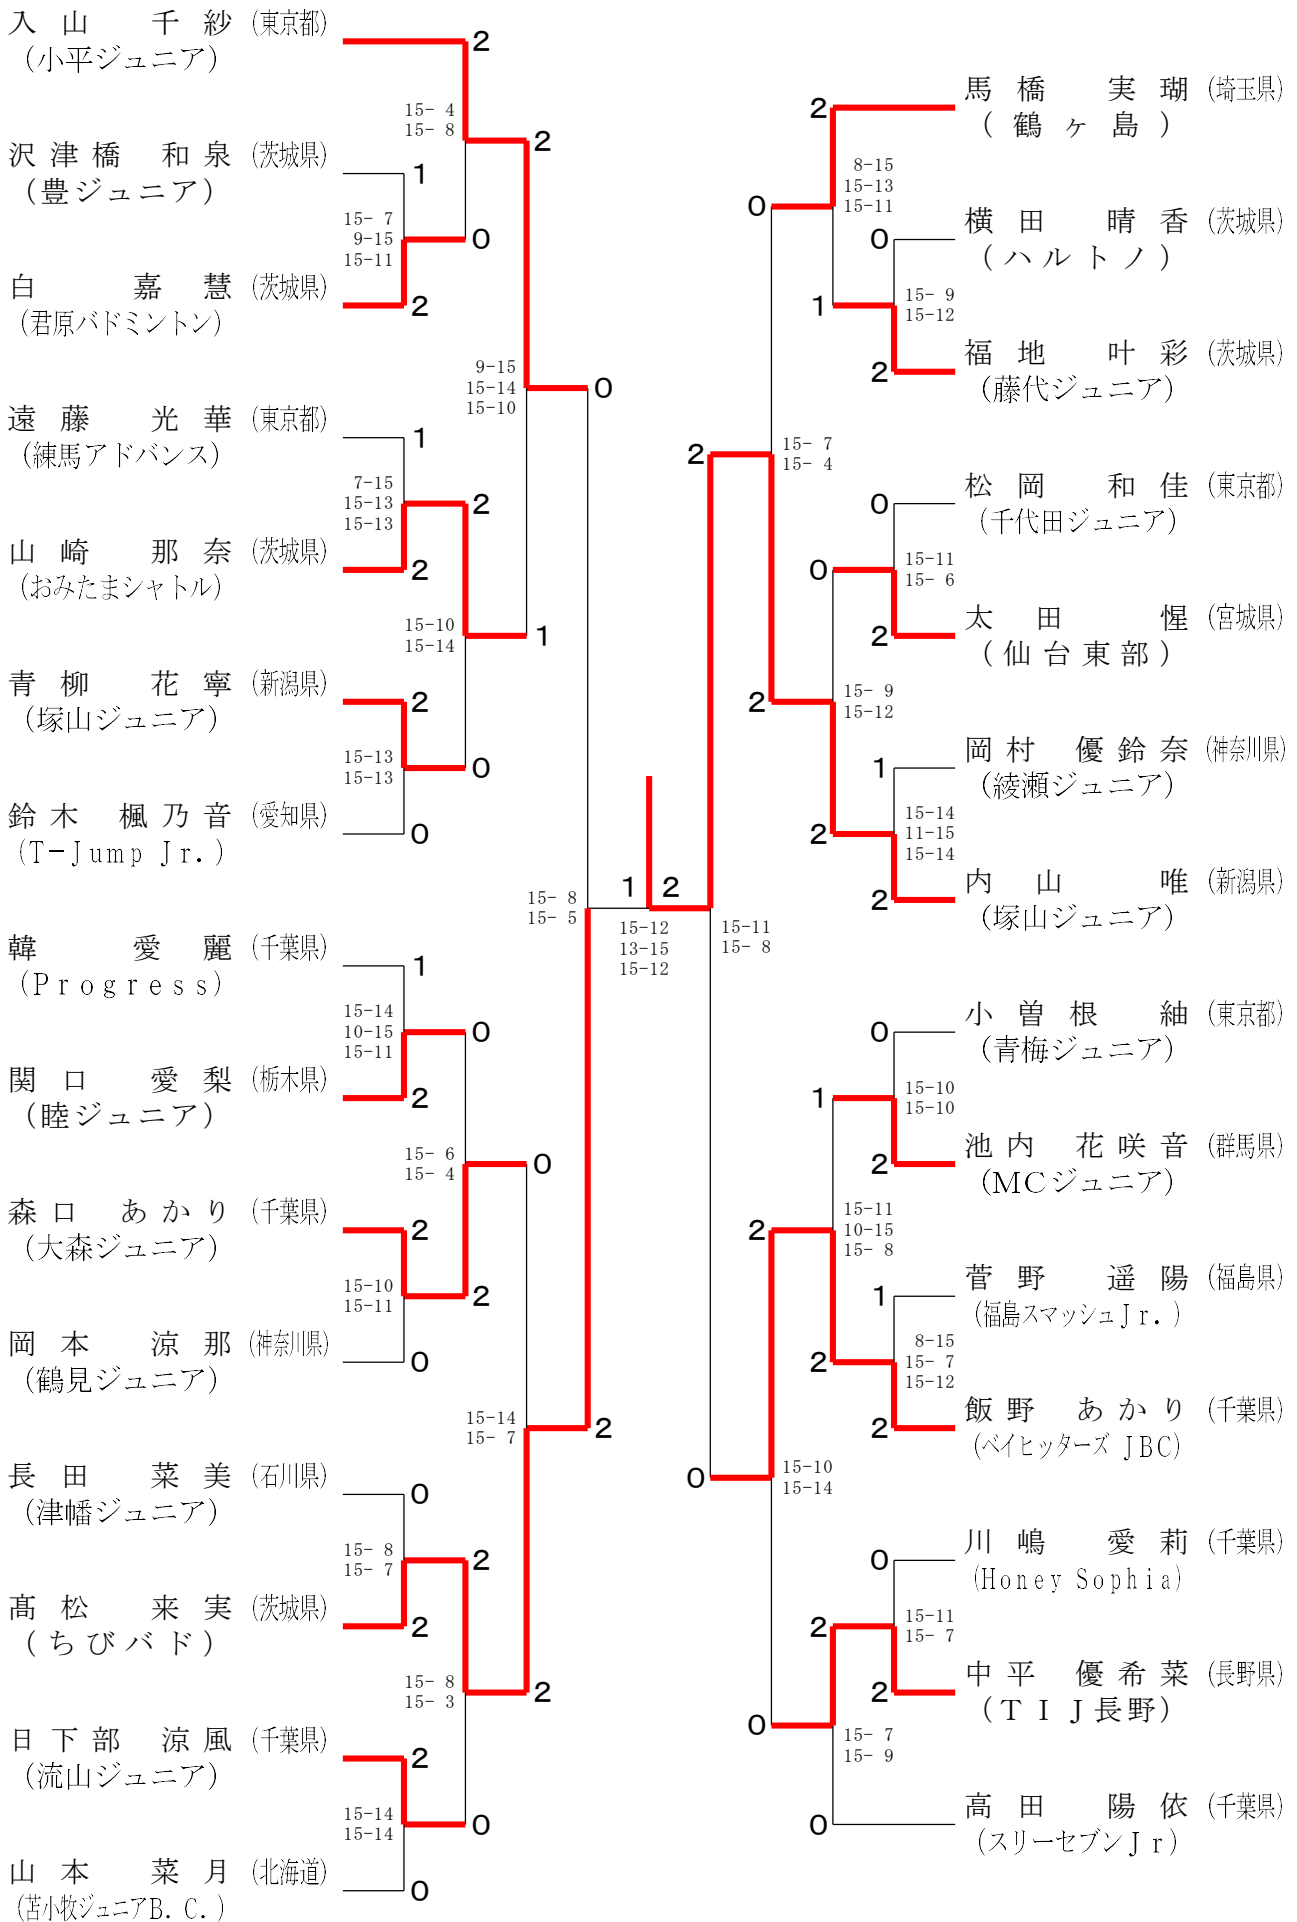 入山 千紗 (東京都)
(小平ジュニア)
2
15- 4
15- 8
2
沢津橋 和泉 (茨城県)
(豊ジュニア)
1
15- 7
9-15
15-11
0
白 嘉慧 (茨城県)
(君原バドミントン)
2
9-15
15-14
15-10
0
遠藤 光華 (東京都)
(練馬アドバンス)
1
7-15
15-13
15-13
2
山崎 那奈 (茨城県)
(おみたまシャトル)
2
15-10
15-14
1
青柳 花寧 (新潟県)
(塚山ジュニア)
2
15-13
15-13
0
鈴木 楓乃音 (愛知県)
(T-Jump Jr.)
0
15- 8
15- 5
韓 愛麗 (千葉県)
(Progress)
1
15-14
10-15
15-11
0
関口 愛梨 (栃木県)
(睦ジュニア)
2
15- 6
15- 4
0
森口 あかり (千葉県)
(大森ジュニア)
2
15-10
15-11
2
岡本 涼那 (神奈川県)
(鶴見ジュニア)
0
15-14
15- 7
2
長田 菜美 (石川県)
(津幡ジュニア)
0
15- 8
15- 7
2
髙松 来実 (茨城県)
(ちびバド)
2
15- 8
15- 3
2
日下部 涼風 (千葉県)
(流山ジュニア)
2
15-14
15-14
0
山本 菜月 (北海道)
(苫小牧ジュニアB.C.)
0
1 2
15-12
13-15
15-12
馬橋 実瑚 (埼玉県)
(鶴ヶ島)
2
8-15
15-13
15-11
0
横田 晴香 (茨城県)
(ハルトノ)
0
15- 9
15-12
1
福地 叶彩 (茨城県)
(藤代ジュニア)
2
15- 7
15- 4
2
松岡 和佳 (東京都)
(千代田ジュニア)
0
15-11
15- 6
0
太田 惺 (宮城県)
(仙台東部)
2
15- 9
15-12
2
岡村 優鈴奈 (神奈川県)
(綾瀬ジュニア)
1
15-14
11-15
15-14
2
内山 唯 (新潟県)
(塚山ジュニア)
2
15-11
15- 8
小曽根 紬 (東京都)
(青梅ジュニア)
0
15-10
15-10
1
池内 花咲音 (群馬県)
(MCジュニア)
2
15-11
10-15
15- 8
2
菅野 遥陽 (福島県)
(福島スマッシュJr.)
1
8-15
15- 7
15-12
2
飯野 あかり (千葉県)
(ベイヒッターズ JBC)
2
15-10
15-14
0
川嶋 愛莉 (千葉県)
(Honey Sophia)
0
15-11
15- 7
2
中平 優希菜 (長野県)
(TIJ長野)
2
15- 7
15- 9
0
高田 陽依 (千葉県)
(スリーセブンJr)
0